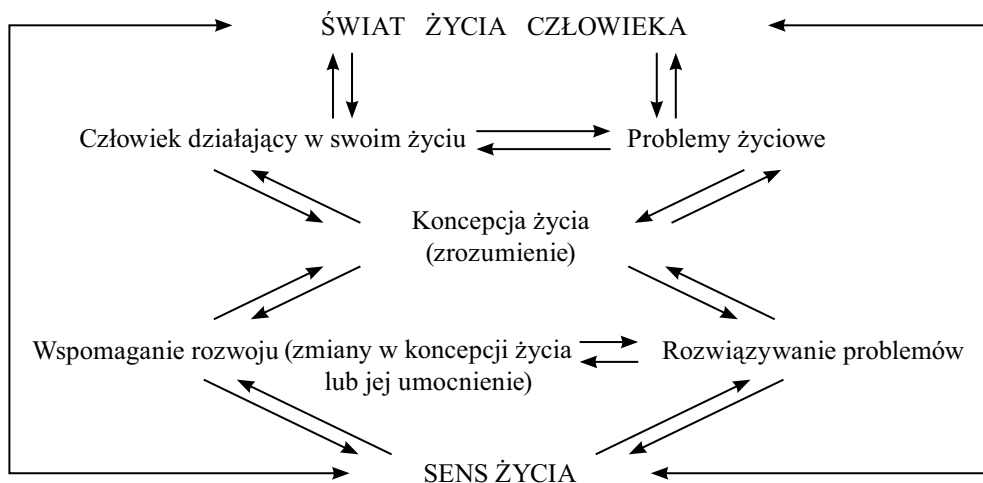 ŚWIAT ŻYCIA CZŁOWIEKA
Człowiek działający w swoim życiu
Problemy życiowe
Koncepcja życia
(zrozumienie)
Wspomaganie rozwoju (zmiany w koncepcji życia
lub jej umocnienie)
Rozwiązywanie problemów
SENS ŻYCIA